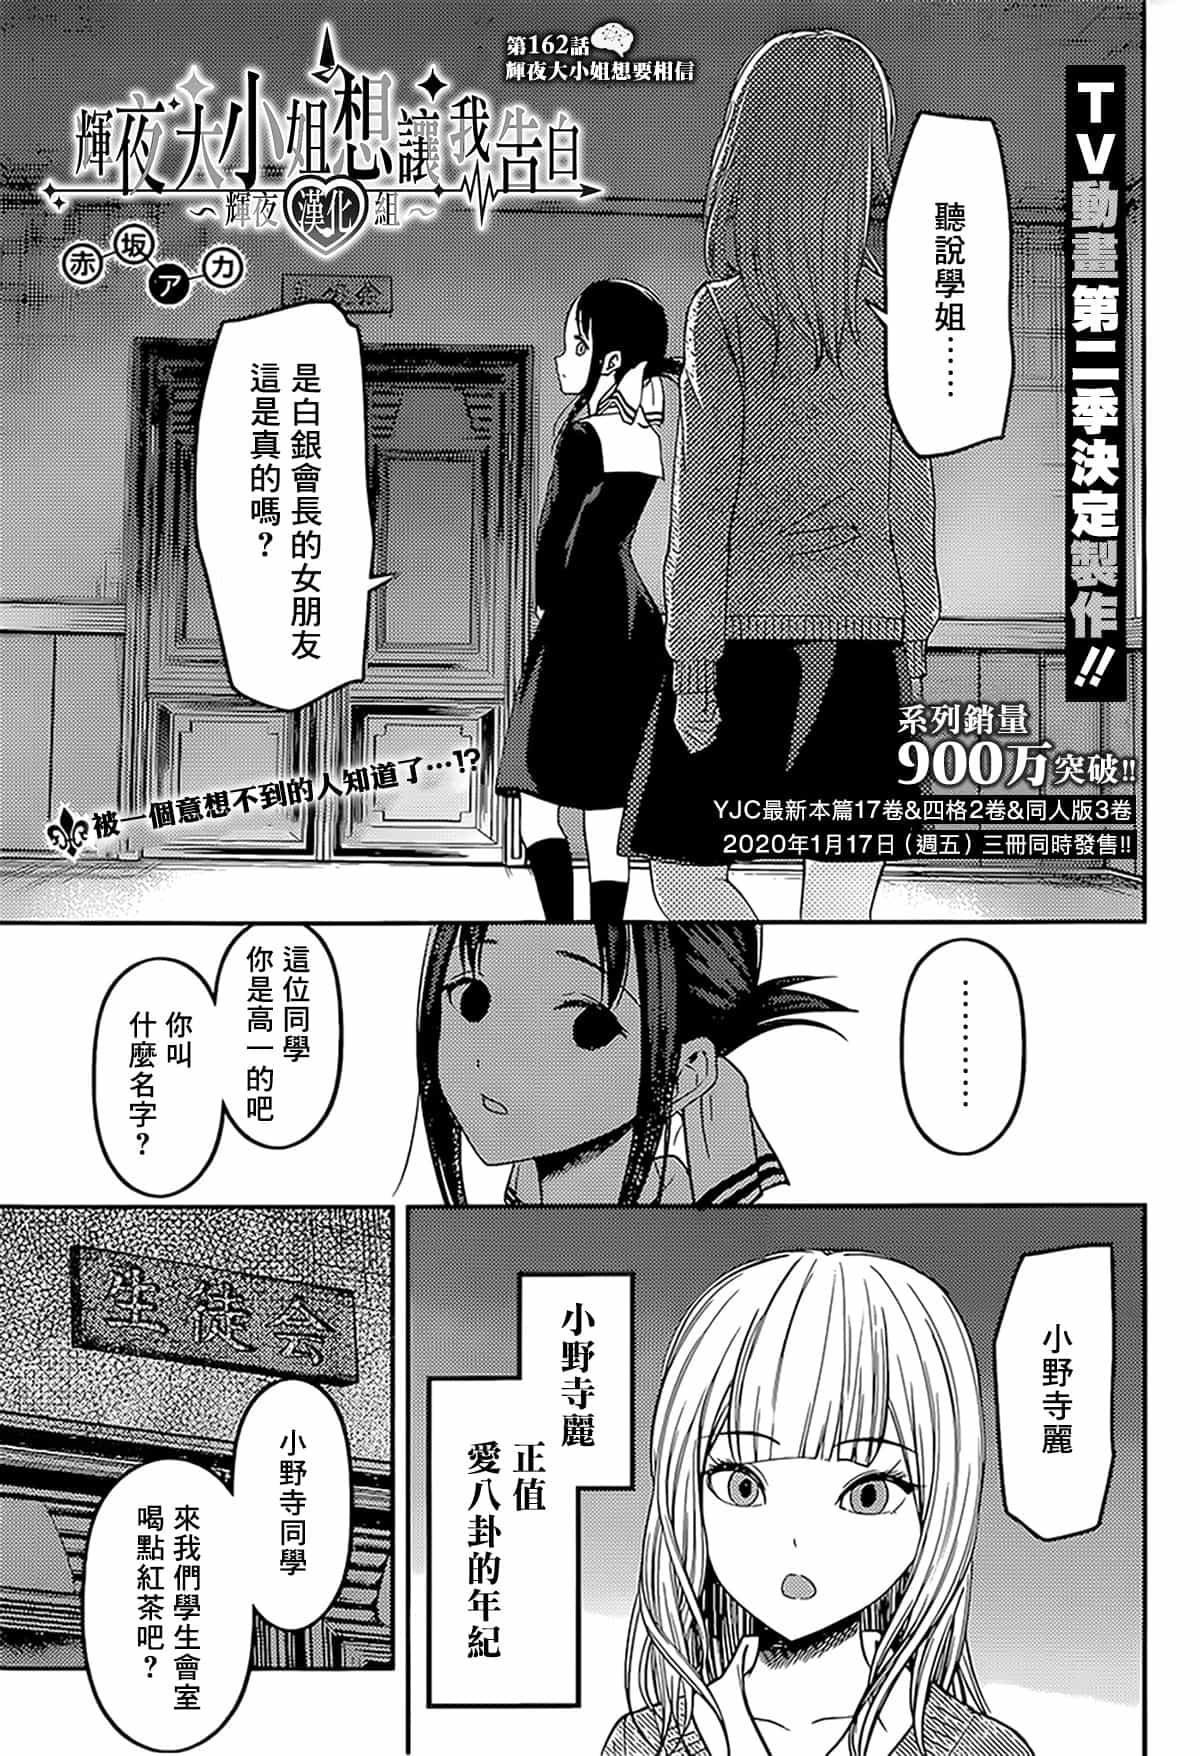 第162話
輝夜大小姐想要相信
輝夜大小姐想讓我告白
～輝夜漢化組～
赤坂アカ
TV動畫第二季決定製作!!
聽說學姐……
生徒会
是白銀會長的女朋友
這是真的嗎？
系列銷量
900万突破!!
YJC最新本篇17卷&四格2卷&同人版3卷
2020年1月17日（週五）三冊同時發售!!
被一個意想不到的人知道了…!?
…………
這位同學
你是高一的吧
你叫
什麼名字？
小野寺麗
小野寺麗
正值
愛八卦的年紀
生徒会
小野寺同學
來我們學生會室
喝點紅茶吧？